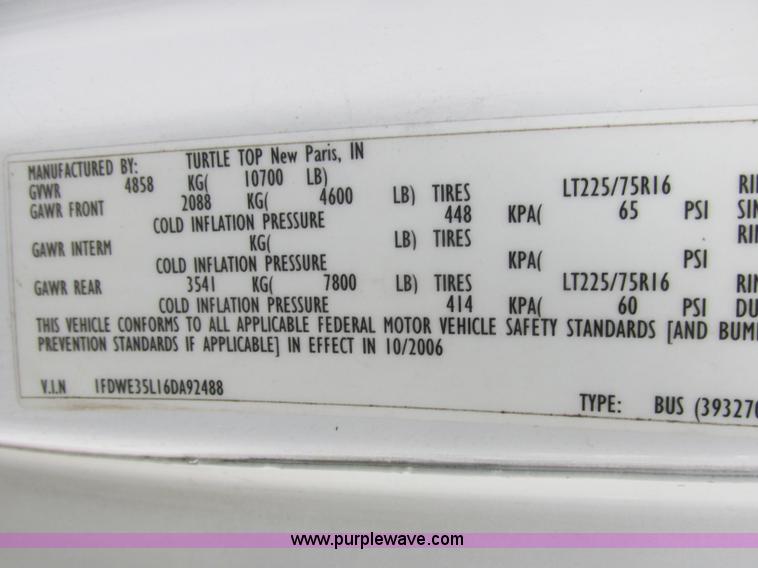 MANUFACTURED BY: TURTLE TOP New Paris, IN
GVWR 4858 KG( 10700 LB)
GAWR FRONT 2088 KG( 4600 LB) TIRES LT225/75R16
COLD INFLATION PRESSURE 448 KPA( 65 PSI
GAWR INTERM KG( LB) TIRES
COLD INFLATION PRESSURE KPA( PSI
GAWR REAR 3541 KG( 7800 LB) TIRES LT225/75R16
COLD INFLATION PRESSURE 414 KPA( 60 PSI
THIS VEHICLE CONFORMS TO ALL APPLICABLE FEDERAL MOTOR VEHICLE SAFETY STANDARDS [AND
PREVENTION STANDARDS IF APPLICABLE] IN EFFECT IN 10/2006
V.I.N 1FDWE35L16DA92488
TYPE: BUS (39327
www.purplewave.com